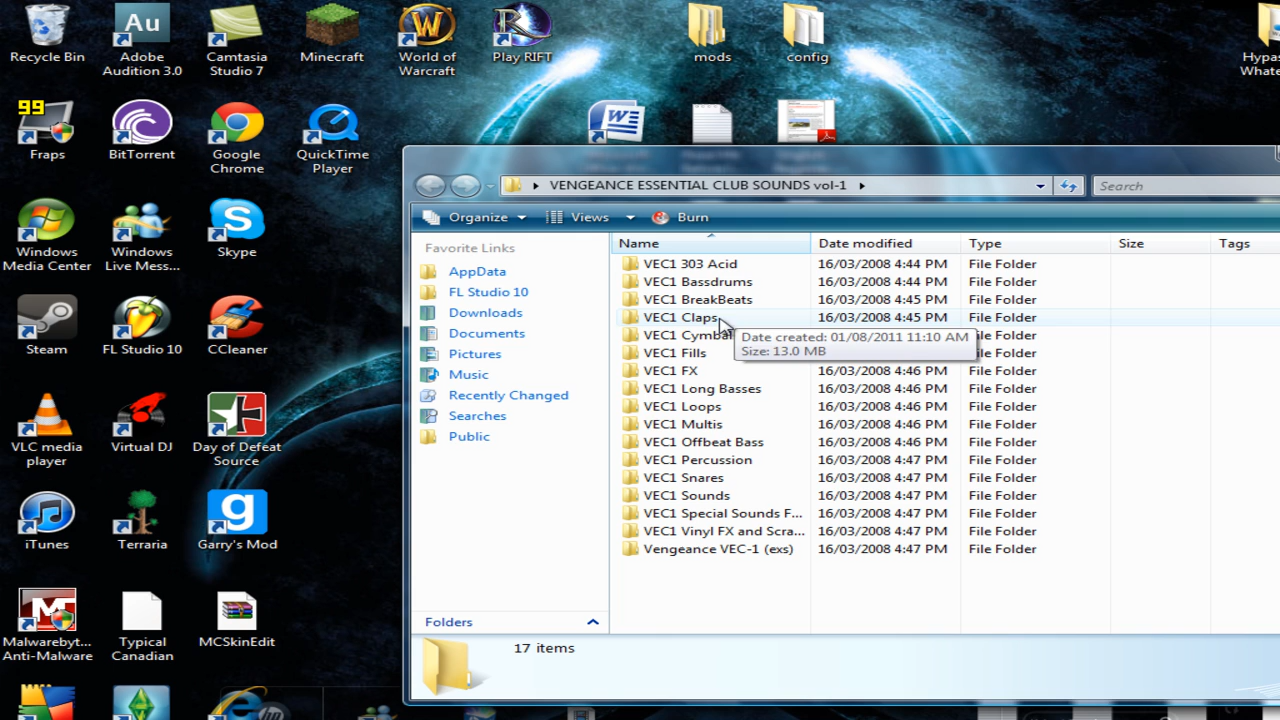 Recycle Bin
Adobe
Audition 3.0
Camtasia
Studio 7
Minecraft
World of
Warcraft
Play RIFT
mods
config
Hypas
Whate
99
Fraps
BitTorrent
Google
Chrome
QuickTime
Player
Windows
Media Center
Windows
Live Mess...
Skype
Steam
FL Studio 10
CCleaner
VLC media
player
Virtual DJ
Day of Defeat
Source
iTunes
Terraria
Garry's Mod
Malwarebyt...
Anti-Malware
Typical
Canadian
MCSkinEdit
VENGEANCE ESSENTIAL CLUB SOUNDS vol-1
Search
Organize
Views
Burn
Favorite Links
AppData
FL Studio 10
Downloads
Documents
Pictures
Music
Recently Changed
Searches
Public
Folders
Name Date modified Type Size Tags
VEC1 303 Acid 16/03/2008 4:44 PM File Folder
VEC1 Bassdrums 16/03/2008 4:44 PM File Folder
VEC1 BreakBeats 16/03/2008 4:45 PM File Folder
VEC1 Claps 16/03/2008 4:45 PM File Folder
VEC1 Cymbal
Date created: 01/08/2011 11:10 AM
Size: 13.0 MB
VEC1 Fills
VEC1 FX 16/03/2008 4:46 PM File Folder
VEC1 Long Basses 16/03/2008 4:46 PM File Folder
VEC1 Loops 16/03/2008 4:46 PM File Folder
VEC1 Multis 16/03/2008 4:46 PM File Folder
VEC1 Offbeat Bass 16/03/2008 4:46 PM File Folder
VEC1 Percussion 16/03/2008 4:47 PM File Folder
VEC1 Snares 16/03/2008 4:47 PM File Folder
VEC1 Sounds 16/03/2008 4:47 PM File Folder
VEC1 Special Sounds F... 16/03/2008 4:47 PM File Folder
VEC1 Vinyl FX and Scra... 16/03/2008 4:47 PM File Folder
Vengeance VEC-1 (exs) 16/03/2008 4:47 PM File Folder
17 items